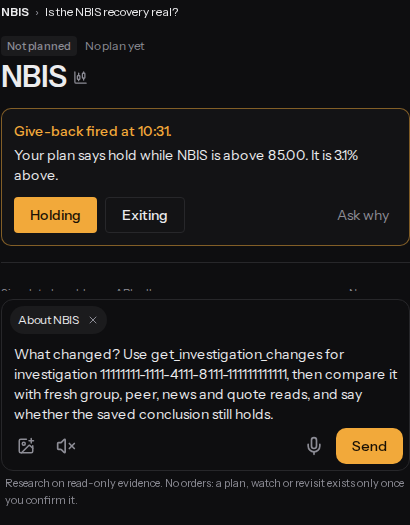 NBIS › Is the NBIS recovery real?
Not planned No plan yet
NBIS
Give-back fired at 10:31.
Your plan says hold while NBIS is above 85.00. It is 3.1%
above.
Holding Exiting Ask why
About NBIS ×
What changed? Use get_investigation_changes for
investigation 11111111-1111-4111-8111-111111111111, then compare it
with fresh group, peer, news and quote reads, and say
whether the saved conclusion still holds.
Send
Research on read-only evidence. No orders: a plan, watch or revisit exists only once
you confirm it.